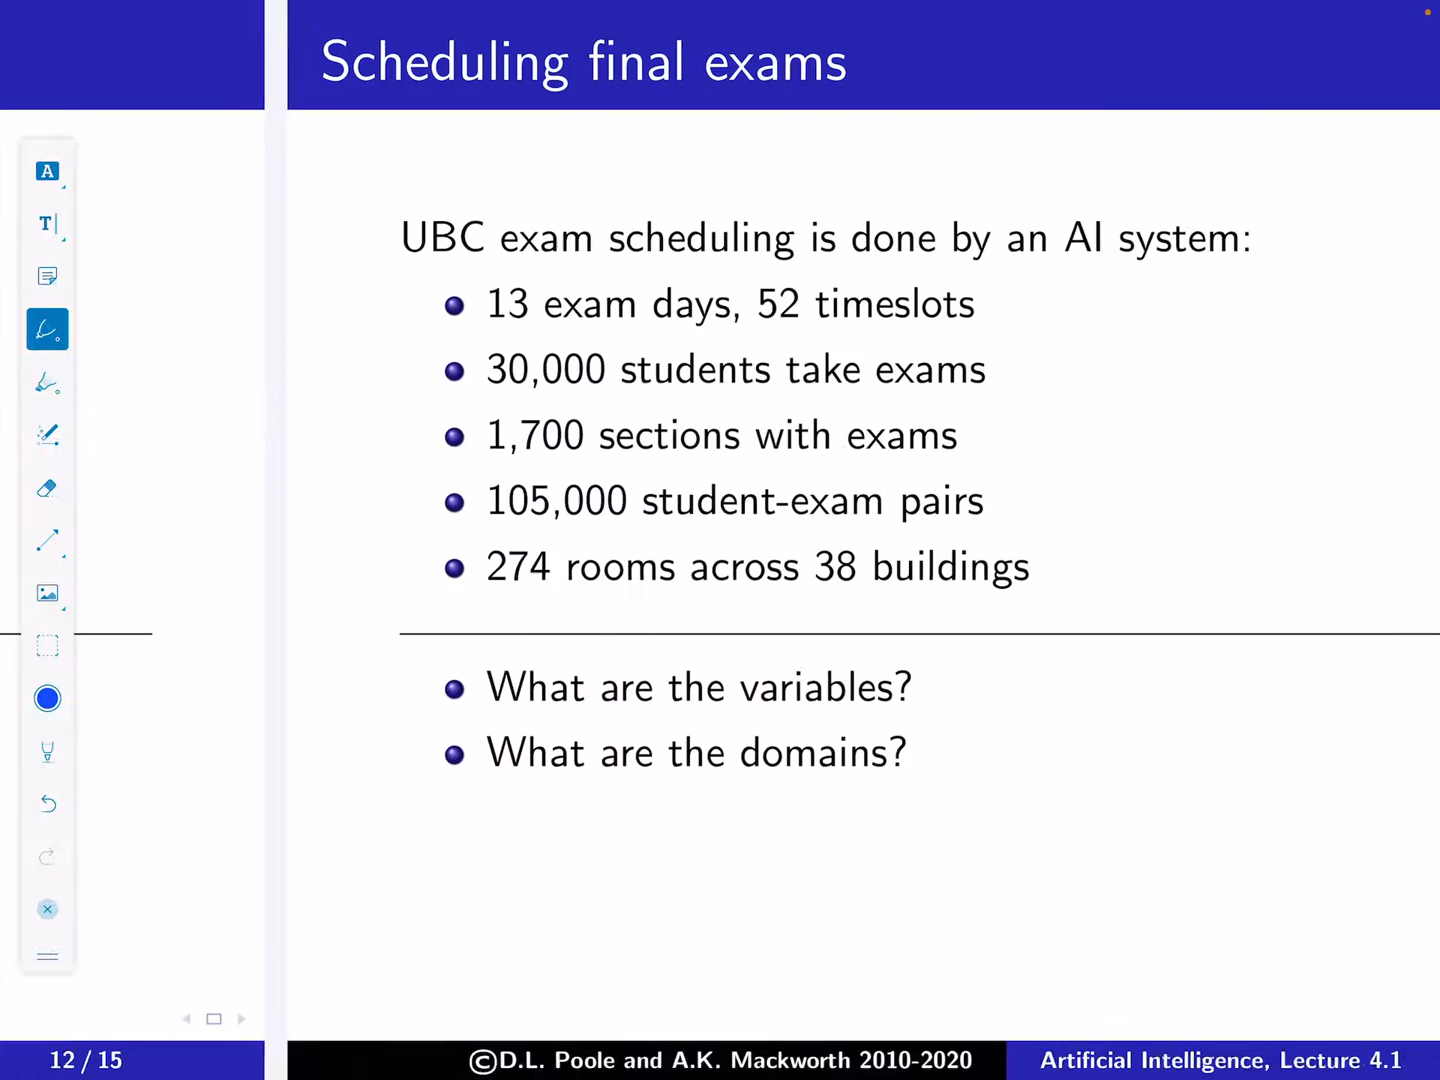 Scheduling final exams
A
T
UBC exam scheduling is done by an AI system:
13 exam days, 52 timeslots
30,000 students take exams
1,700 sections with exams
105,000 student-exam pairs
274 rooms across 38 buildings
What are the variables?
What are the domains?
12 / 15
©D.L. Poole and A.K. Mackworth 2010-2020
Artificial Intelligence, Lecture 4.1